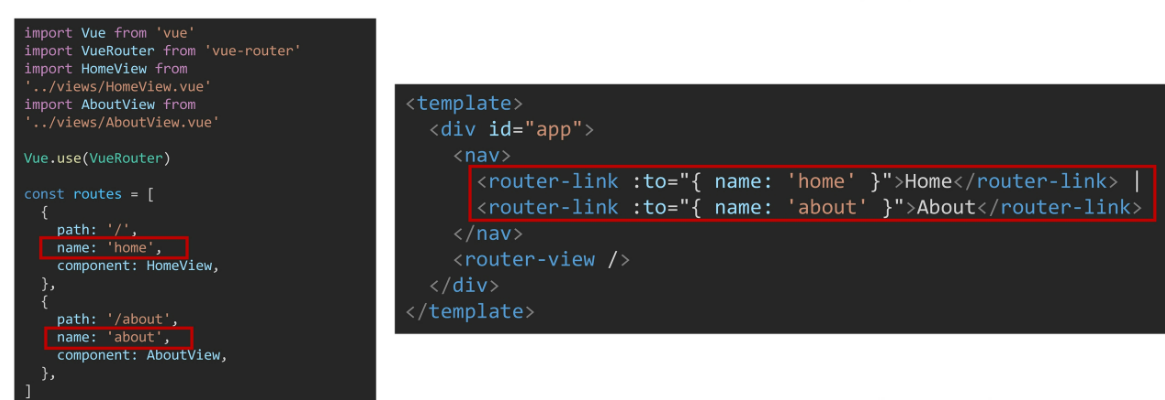 import Vue from 'vue'
import VueRouter from 'vue-router'
import HomeView from
'../views/HomeView.vue'
import AboutView from
'../views/AboutView.vue'
Vue.use(VueRouter)
const routes = [
  {
    path: '/',
    name: 'home',
    component: HomeView,
  },
  {
    path: '/about',
    name: 'about',
    component: AboutView,
  },
]
<template>
  <div id="app">
    <nav>
      <router-link :to="{ name: 'home' }">Home</router-link> |
      <router-link :to="{ name: 'about' }">About</router-link>
    </nav>
    <router-view />
  </div>
</template>